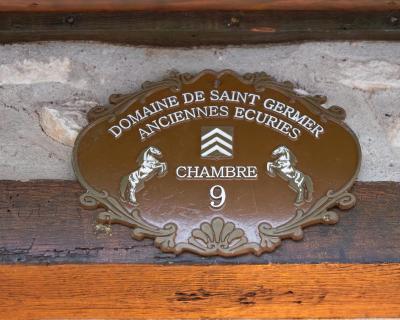 DOMAINE DE SAINT GERMER
ANCIENNES ECURIES
CHAMBRE
9